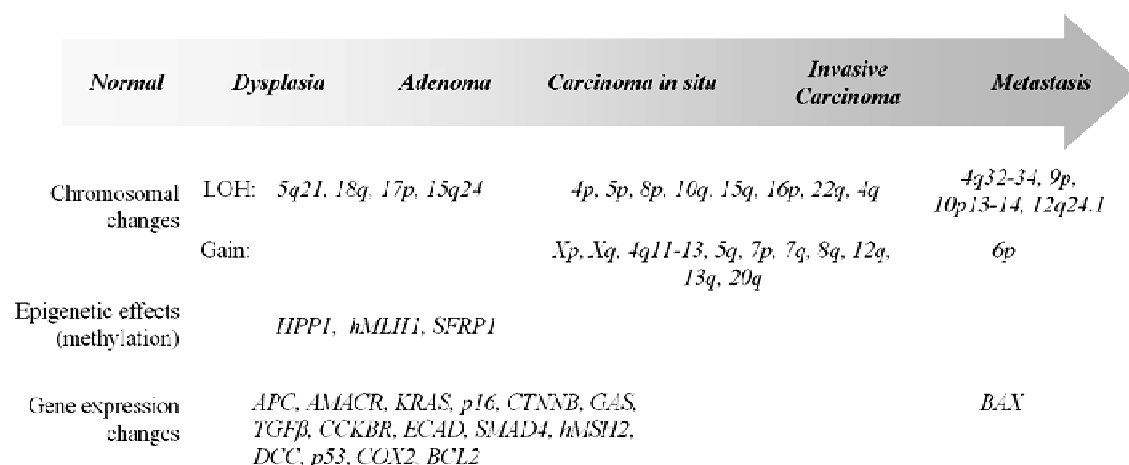 Normal Dysplasia Adenoma Carcinoma in situ Invasive Carcinoma Metastasis
Chromosomal changes
LOH: 5q21, 18q, 17p, 15q24
4p, 5p, 8p, 10q, 15q, 16p, 22q, 4q
4q32-34, 9p,
10p13-14, 12q24.1
Gain:
Xp, Xq, 4q11-13, 5q, 7p, 7q, 8q, 12q,
13q, 20q
6p
Epigenetic effects
(methylation)
HPP1, hMLH1, SFRP1
Gene expression
changes
APC, AMACR, KRAS, p16, CTNNB, GAS,
TGFβ, CCKBR, ECAD, SMAD4, hMSH2,
DCC, p53, COX2, BCL2
BAX